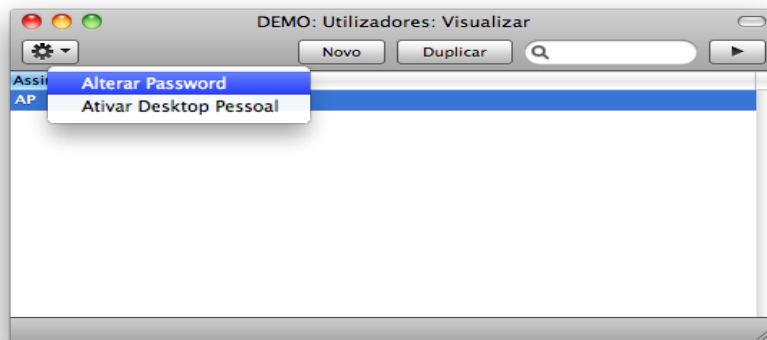 DEMO: Utilizadores: Visualizar
Novo Duplicar
Alterar Password
AP
Ativar Desktop Pessoal